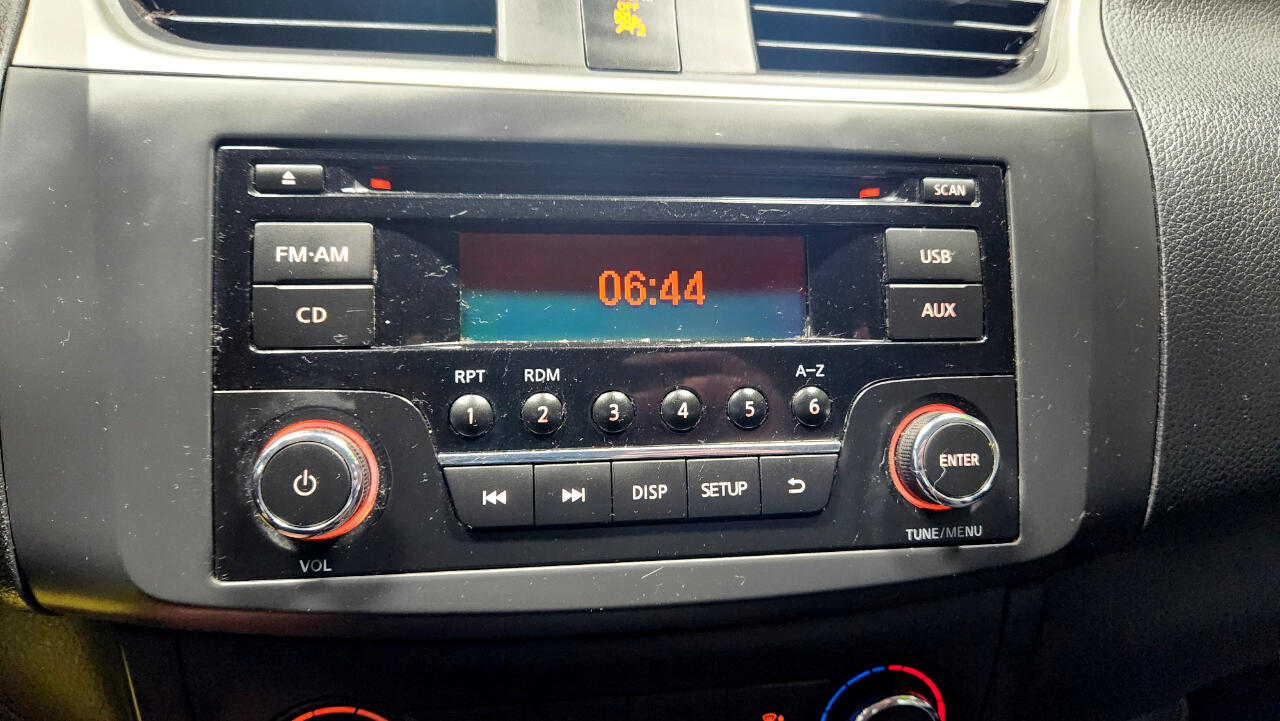 OFF
SCAN
FM·AM
USB
06:44
CD
AUX
RPT RDM A-Z
1 2 3 4 5 6
DISP SETUP
ENTER
VOL
TUNE/MENU